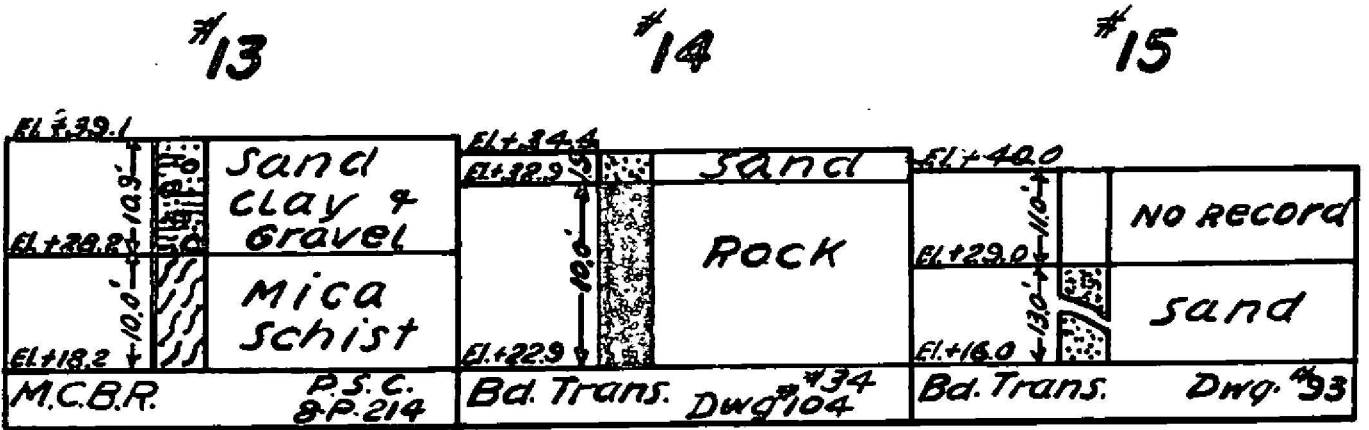 #13
El.+39.1
10.9'
Sand
Clay &
Gravel
El.+28.2
10.0'
Mica
Schist
El.+18.2
M.C.B.R.
P.S.C.
8-P-214
#14
El.+34.4
1.5'
Sand
El.+32.9
10.0'
Rock
El.+22.9
Bd. Trans.
#34
Dwg#104
#15
El.+40.0
11.0'
No Record
El.+29.0
13.0'
Sand
El.+16.0
Bd. Trans.
Dwg. #93